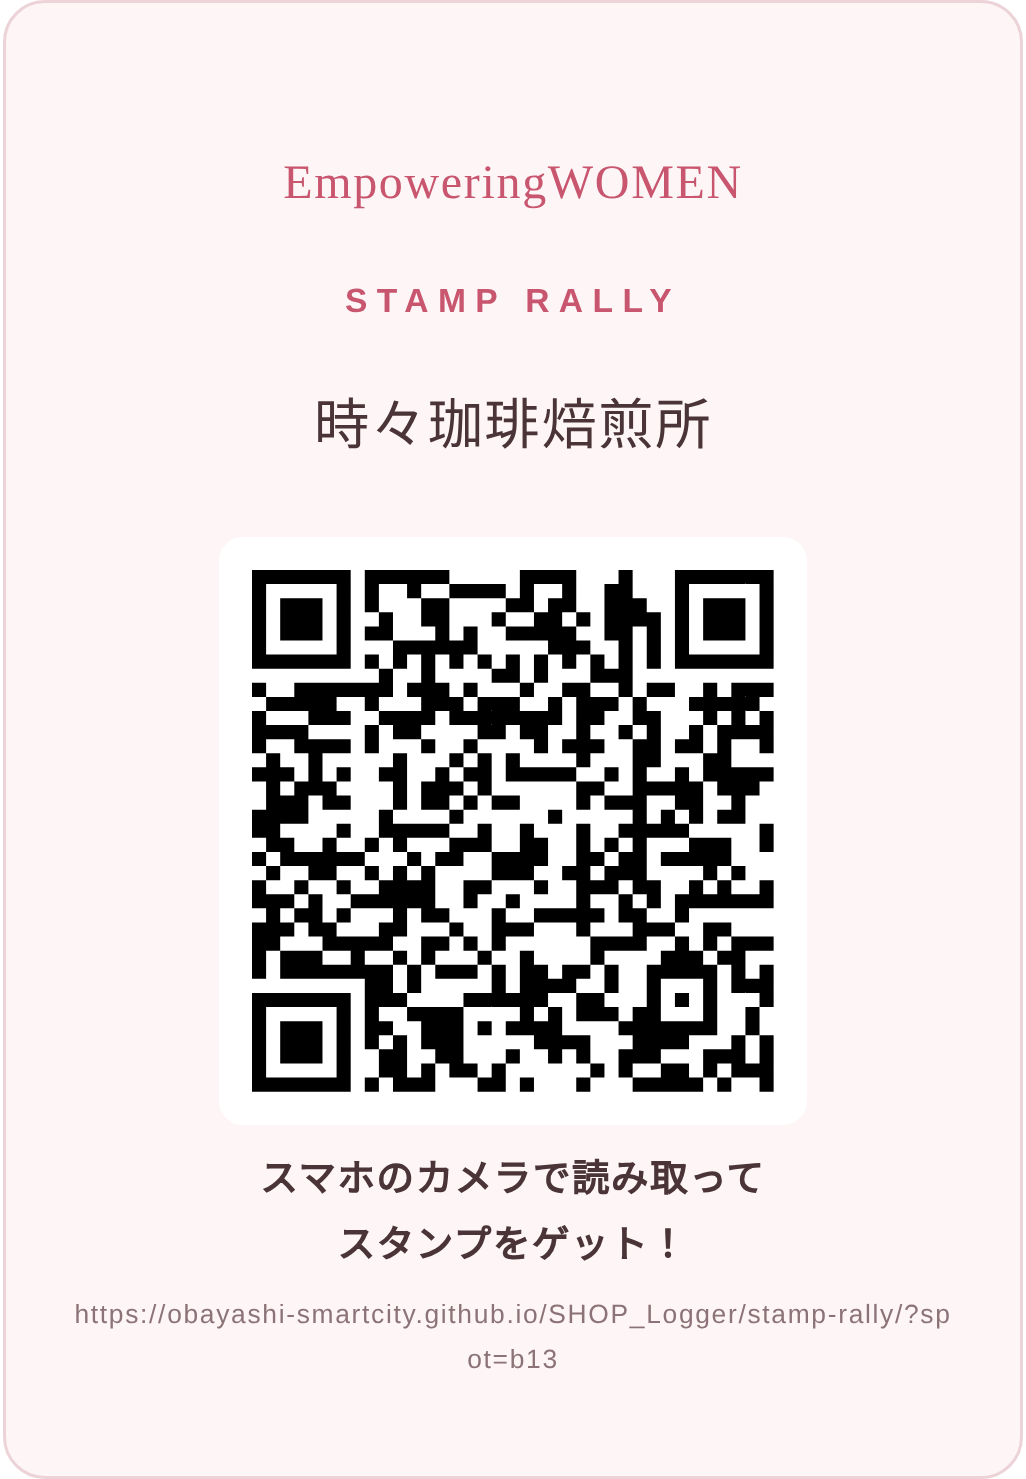 EmpoweringWOMEN
STAMP RALLY
時々珈琲焙煎所
スマホのカメラで読み取って
スタンプをゲット！
https://obayashi-smartcity.github.io/SHOP_Logger/stamp-rally/?sp
ot=b13